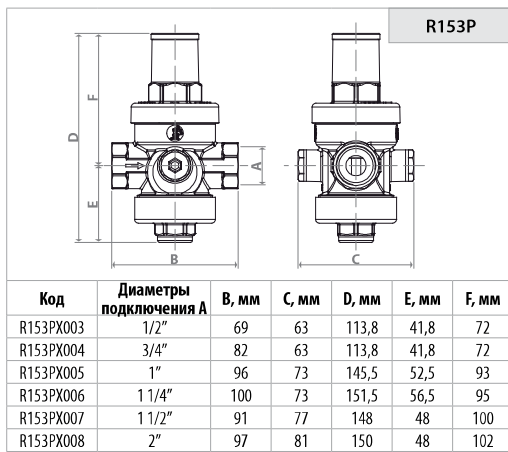 R153P
F
D
E
A
B
C
Код Диаметры подключения A B, мм C, мм D, мм E, мм F, мм
R153PX003 1/2” 69 63 113,8 41,8 72
R153PX004 3/4” 82 63 113,8 41,8 72
R153PX005 1” 96 73 145,5 52,5 93
R153PX006 1 1/4” 100 73 151,5 56,5 95
R153PX007 1 1/2” 91 77 148 48 100
R153PX008 2” 97 81 150 48 102